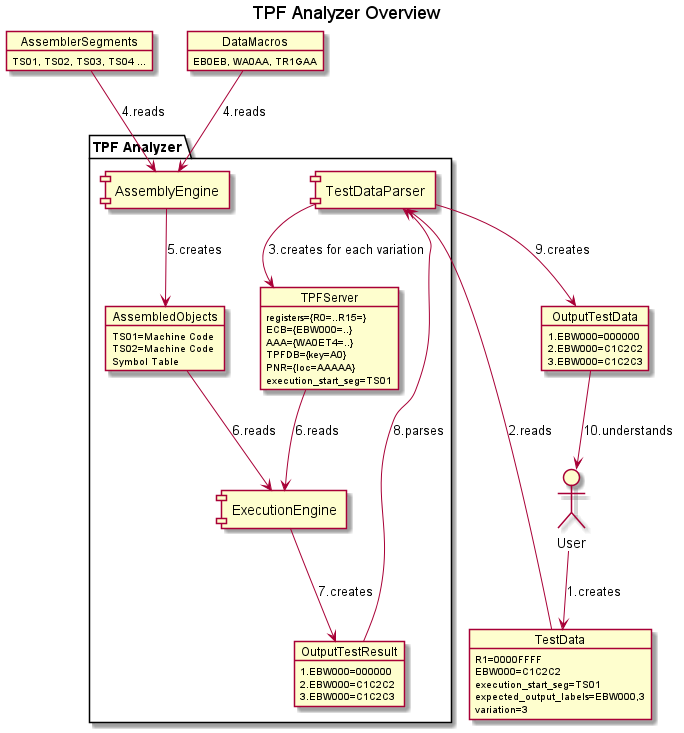 TPF Analyzer Overview
AssemblerSegments
TS01, TS02, TS03, TS04 ...
DataMacros
EB0EB, WA0AA, TR1GAA
4.reads
4.reads
TPF Analyzer
AssemblyEngine
TestDataParser
5.creates
3.creates for each variation
9.creates
AssembledObjects
TS01=Machine Code
TS02=Machine Code
Symbol Table
TPFServer
registers={R0=..R15=}
ECB={EBW000=..}
AAA={WA0ET4=..}
TPFDB={key=A0}
PNR={loc=AAAAA}
execution_start_seg=TS01
OutputTestData
1.EBW000=000000
2.EBW000=C1C2C2
3.EBW000=C1C2C3
6.reads
6.reads
8.parses
2.reads
10.understands
ExecutionEngine
User
7.creates
1.creates
OutputTestResult
1.EBW000=000000
2.EBW000=C1C2C2
3.EBW000=C1C2C3
TestData
R1=0000FFFF
EBW000=C1C2C2
execution_start_seg=TS01
expected_output_labels=EBW000,3
variation=3